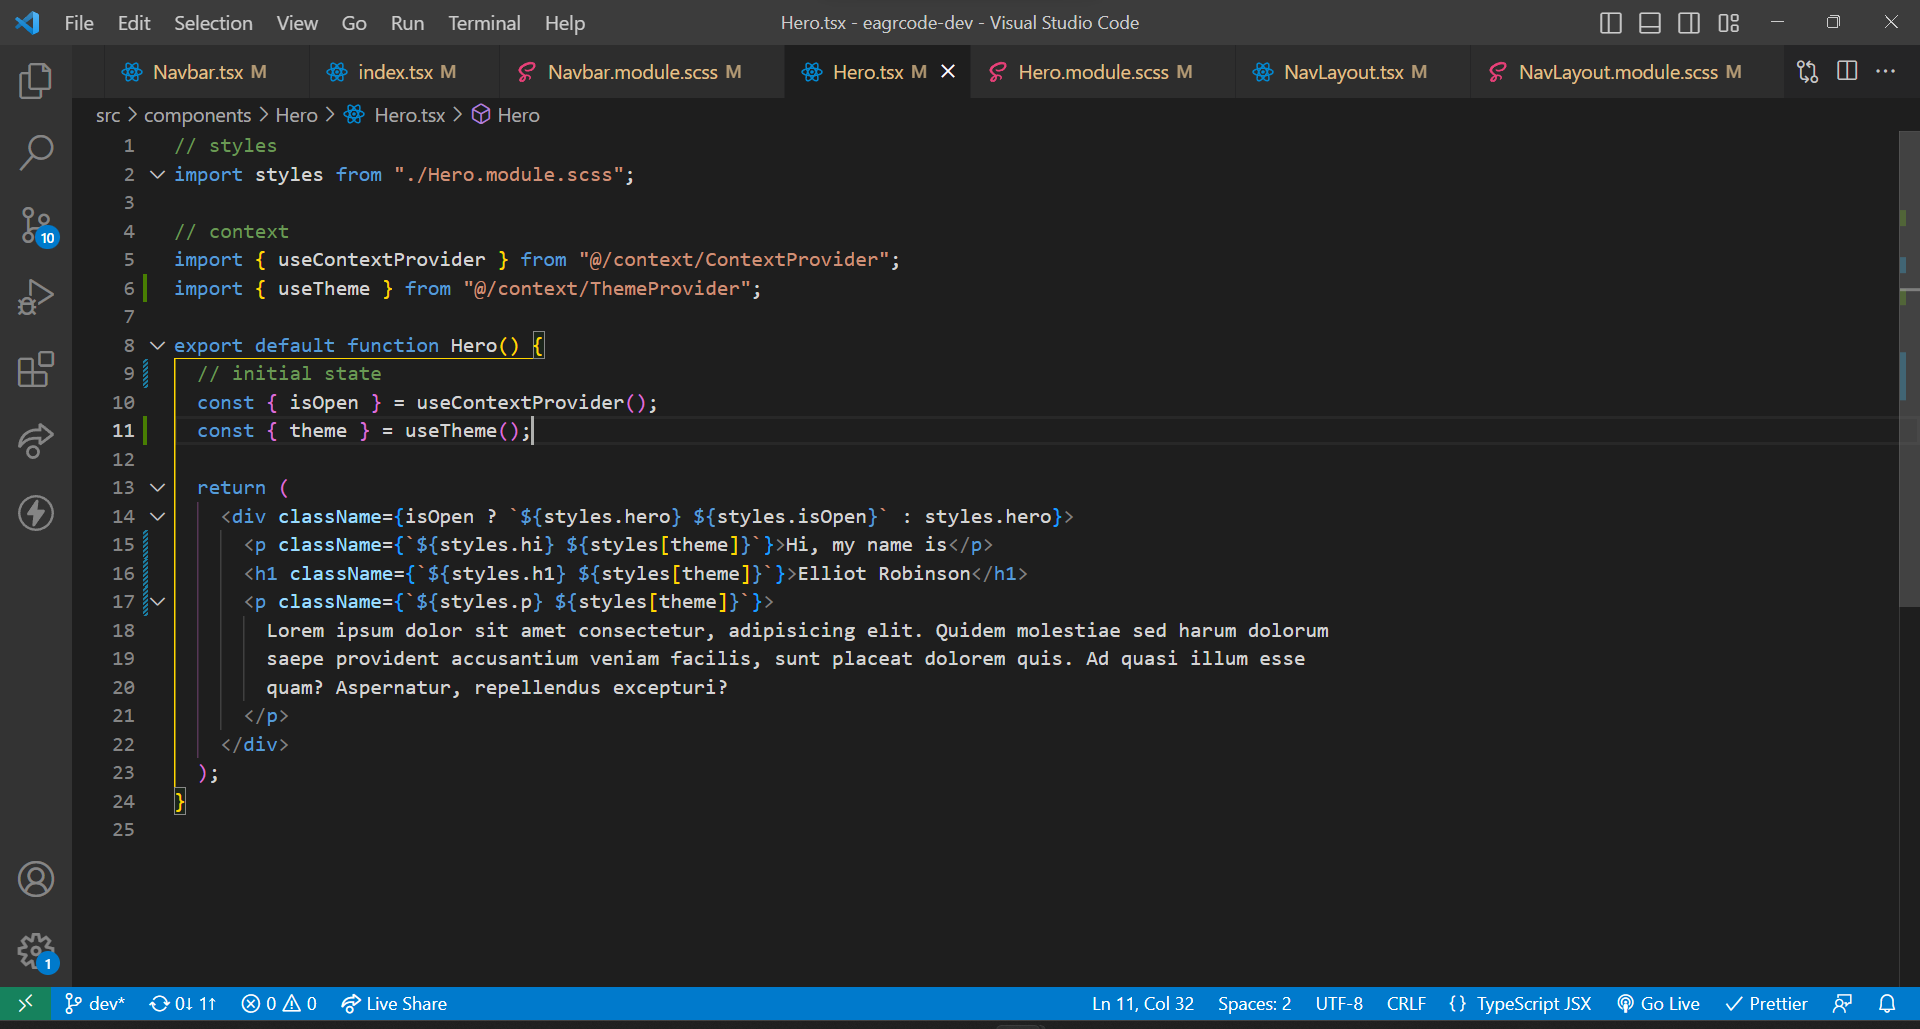 File Edit Selection View Go Run Terminal Help Hero.tsx - eagrcode-dev - Visual Studio Code
Navbar.tsx M index.tsx M Navbar.module.scss M Hero.tsx M Hero.module.scss M NavLayout.tsx M NavLayout.module.scss M
src > components > Hero > Hero.tsx > Hero
1 // styles
2 import styles from "./Hero.module.scss";
3
4 // context
5 import { useContextProvider } from "@/context/ContextProvider";
6 import { useTheme } from "@/context/ThemeProvider";
7
8 export default function Hero() {
9 // initial state
10 const { isOpen } = useContextProvider();
11 const { theme } = useTheme();
12
13 return (
14 <div className={isOpen ? `${styles.hero} ${styles.isOpen}` : styles.hero}>
15 <p className={`${styles.hi} ${styles[theme]}`}>Hi, my name is</p>
16 <h1 className={`${styles.h1} ${styles[theme]}`}>Elliot Robinson</h1>
17 <p className={`${styles.p} ${styles[theme]}`}>
18 Lorem ipsum dolor sit amet consectetur, adipisicing elit. Quidem molestiae sed harum dolorum
19 saepe provident accusantium veniam facilis, sunt placeat dolorem quis. Ad quasi illum esse
20 quam? Aspernatur, repellendus excepturi?
21 </p>
22 </div>
23 );
24 }
25
10
1
dev* 0↓ 1↑ 0 0 Live Share Ln 11, Col 32 Spaces: 2 UTF-8 CRLF {} TypeScript JSX Go Live Prettier